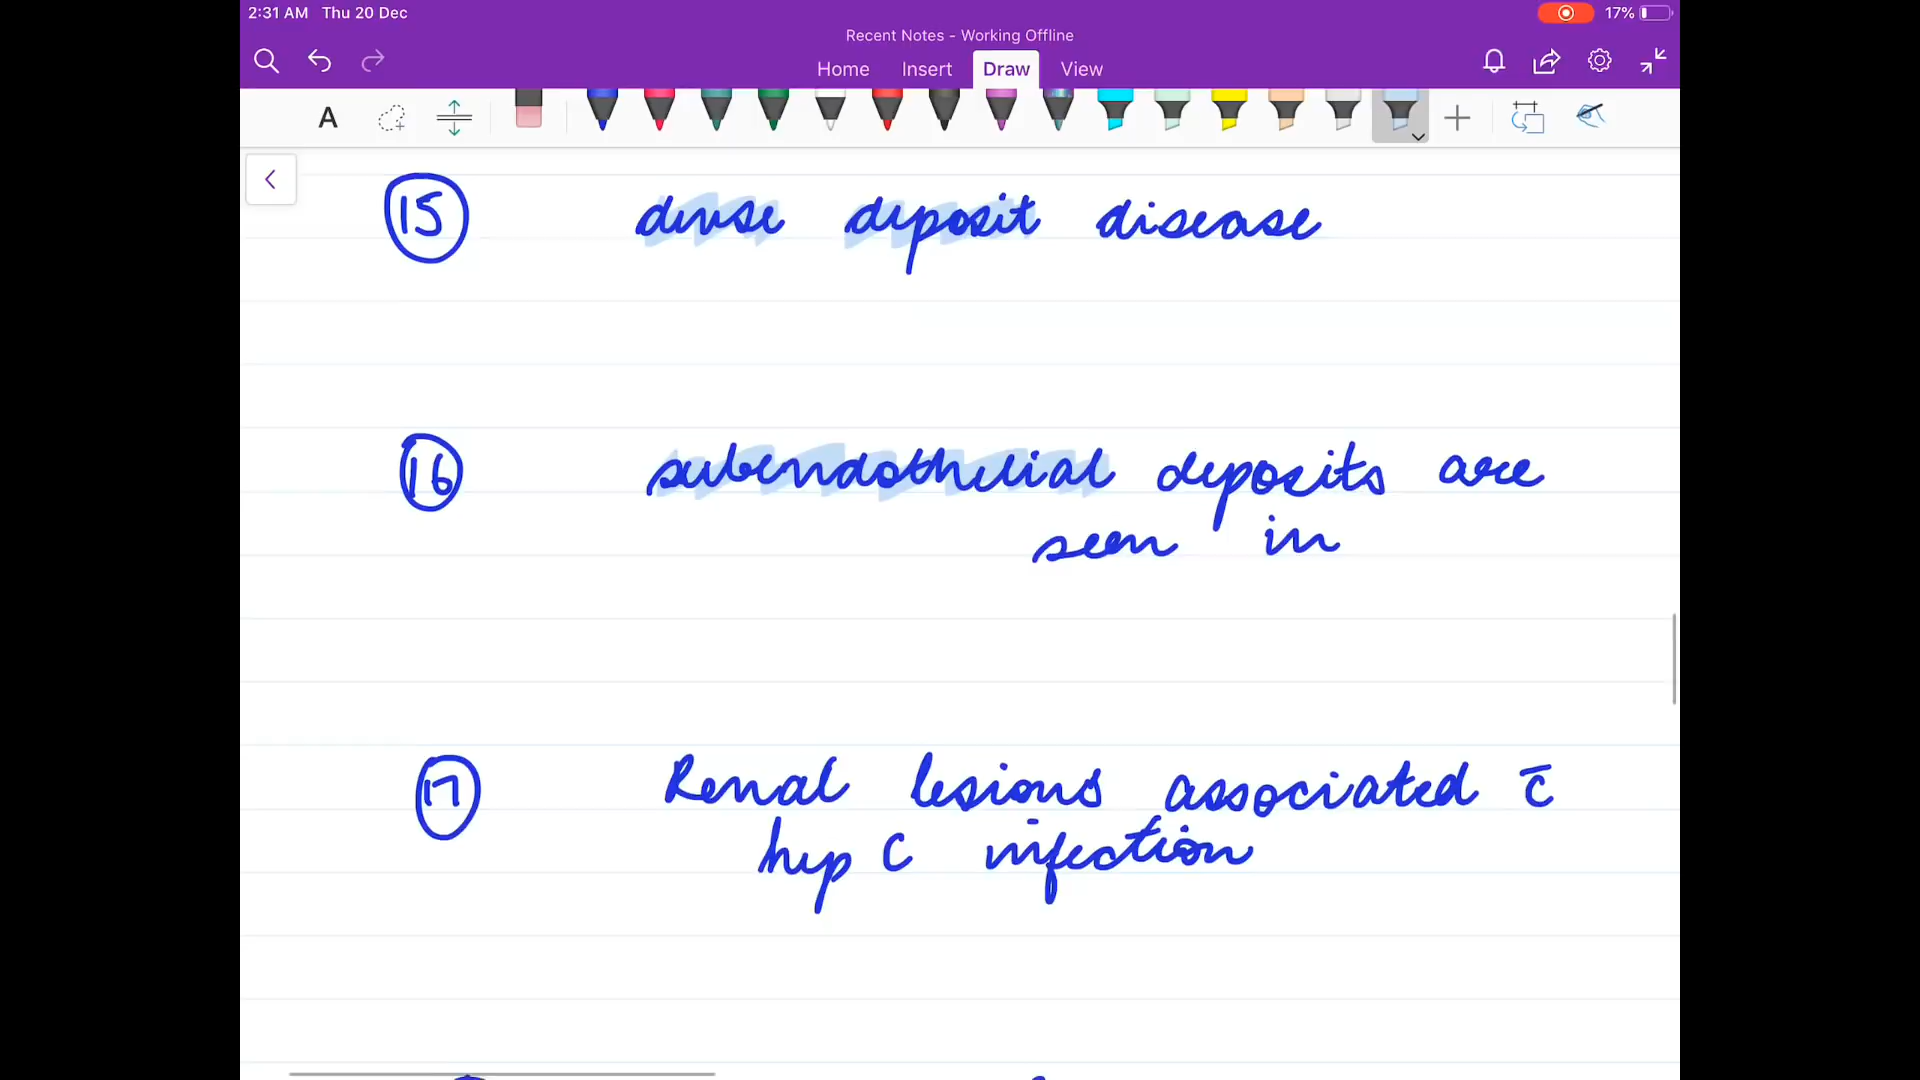 2:31 AM Thu 20 Dec
17%
Recent Notes - Working Offline
Home Insert Draw View
A
15 dense deposit disease
16 subendothelial deposits are
seen in
17 Renal lesions associated c̄
hep C infection